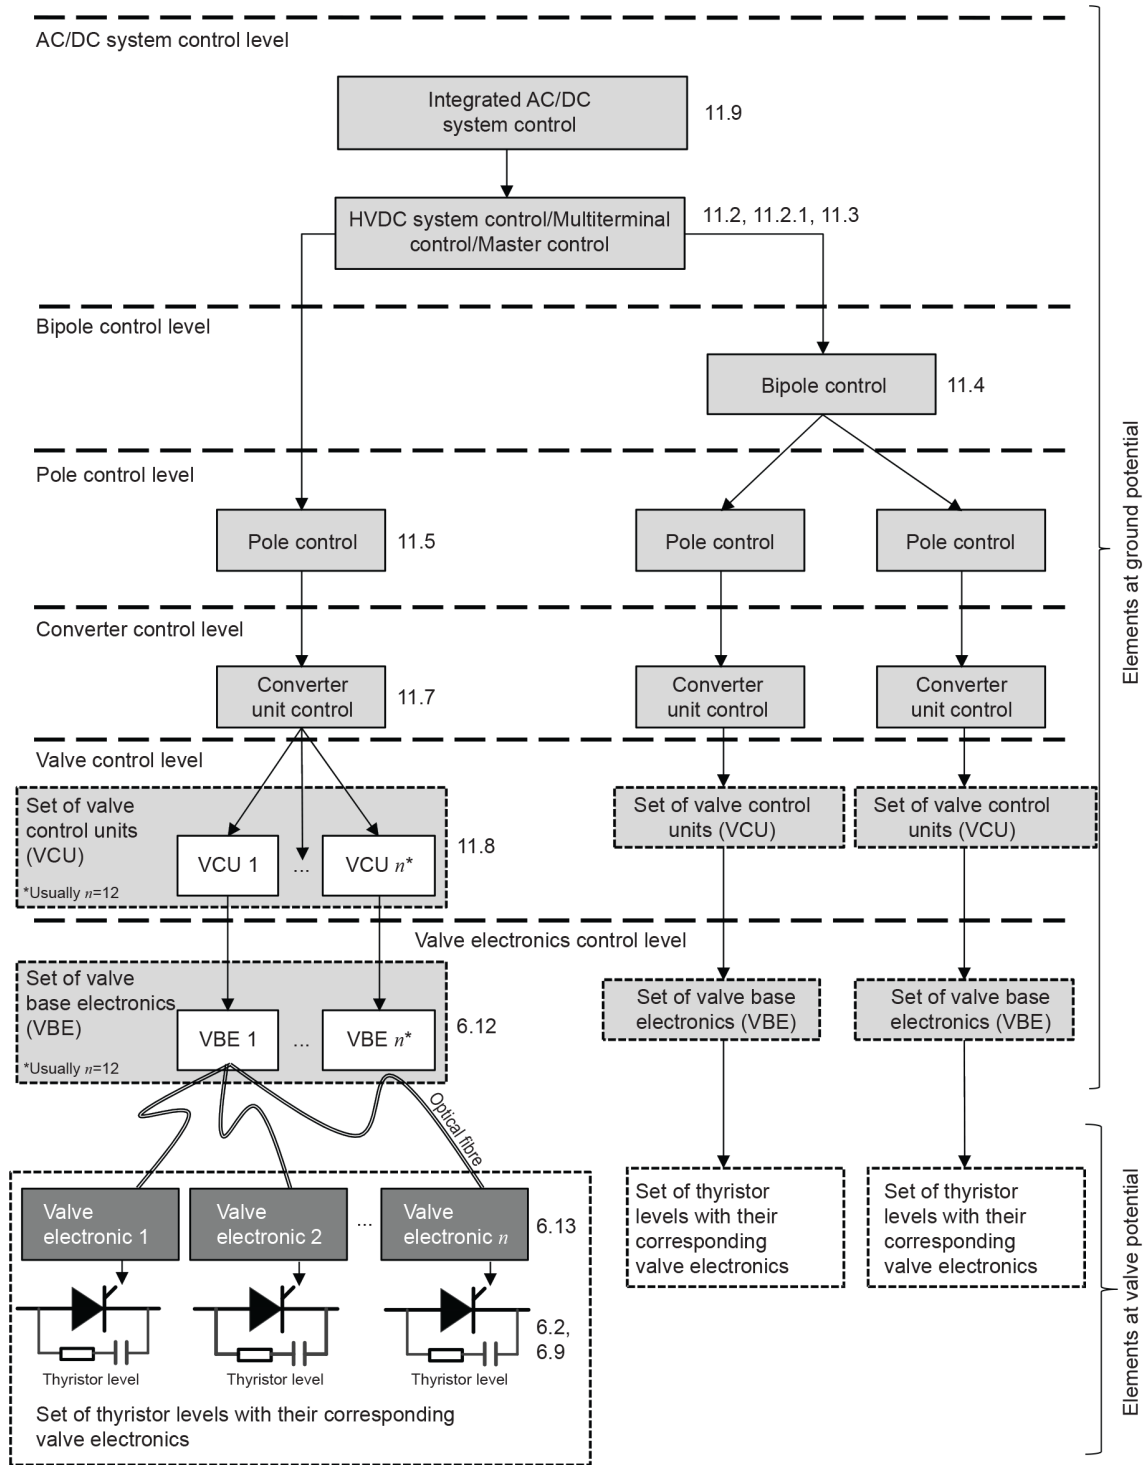 AC/DC system control level
Integrated AC/DC
system control
11.9
HVDC system control/Multiterminal
control/Master control
11.2, 11.2.1, 11.3
Bipole control level
Bipole control
11.4
Pole control level
Pole control
11.5
Pole control
Pole control
Converter control level
Converter
unit control
11.7
Converter
unit control
Converter
unit control
Valve control level
Set of valve
control units
(VCU)
*Usually n=12
VCU 1
...
VCU n*
11.8
Set of valve control
units (VCU)
Set of valve control
units (VCU)
Valve electronics control level
Set of valve
base electronics
(VBE)
*Usually n=12
VBE 1
...
VBE n*
6.12
Set of valve base
electronics (VBE)
Set of valve base
electronics (VBE)
Optical fibre
Valve
electronic 1
Valve
electronic 2
...
Valve
electronic n
6.13
Set of thyristor
levels with their
corresponding
valve electronics
Set of thyristor
levels with their
corresponding
valve electronics
6.2,
6.9
Thyristor level
Thyristor level
Thyristor level
Set of thyristor levels with their corresponding
valve electronics
Elements at ground potential
Elements at valve potential